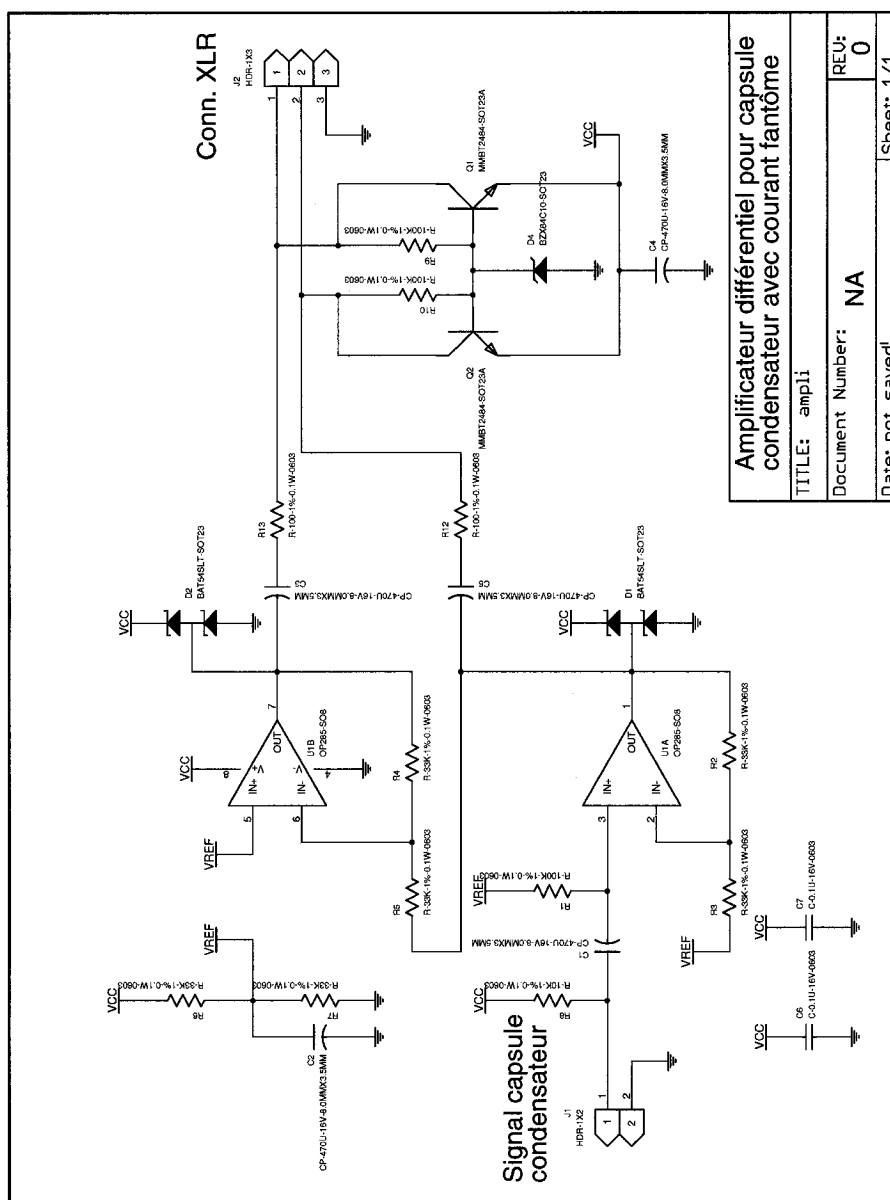 Conn. XLR
J2
HDR-1X3
1
2
3
1
2
3
VCC
D2
BAT54SLT-SOT23
R13
R-100-1%-0.1W-0603
C3
CP-470U-16V-8.0MMX3.5MM
VCC
8
V+
IN+
OUT
7
IN-
V-
4
U1B
OP285-SO8
5
6
VREF
R4
R-33K-1%-0.1W-0603
R5
R-33K-1%-0.1W-0603
R9
R-100K-1%-0.1W-0603
R10
R-100K-1%-0.1W-0603
Q1
MMBT2484-SOT23A
Q2
MMBT2484-SOT23A
D4
BZX84C10-SOT23
VCC
C4
CP-470U-16V-8.0MMX3.5MM
R12
R-100-1%-0.1W-0603
CP-470U-16V-8.0MMX3.5MM
VCC
D1
BAT54SLT-SOT23
VCC
R6
R-33K-1%-0.1W-0603
VREF
R7
R-33K-1%-0.1W-0603
C2
CP-470U-16V-8.0MMX3.5MM
VREF
R1
R-100K-1%-0.1W-0603
3
2
IN+
IN-
OUT
1
U1A
OP285-SO8
R2
R-33K-1%-0.1W-0603
R3
R-33K-1%-0.1W-0603
VREF
C1
CP-470U-16V-8.0MMX3.5MM
VCC
R8
R-10K-1%-0.1W-0603
Signal capsule
condensateur
J1
HDR-1X2
1
2
1
2
VCC
C6
C-0.1U-16V-0603
VCC
C7
C-0.1U-16V-0603
Amplificateur différentiel pour capsule
condensateur avec courant fantôme
TITLE: ampli
Document Number: NA
REV: 0
Date: not saved!
Sheet: 1/1